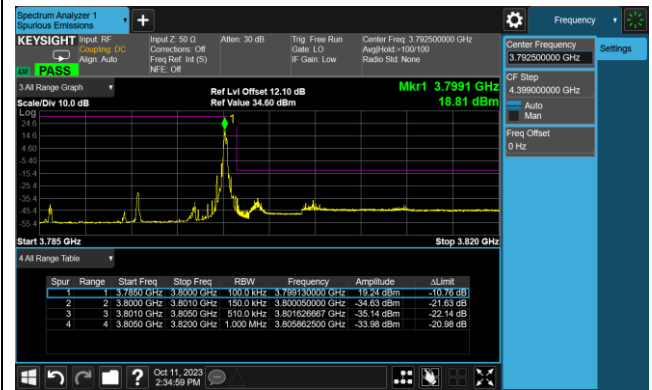 Spectrum Analyzer 1
Spurious Emissions
Frequency
KEYSIGHT Input: RF Input Z: 50 Ω Atten: 30 dB Trig: Free Run Center Freq: 3.792500000 GHz
Coupling: DC Corrections: Off Gate: LO Avg|Hold:>100/100
Align: Auto Freq Ref: Int (S) IF Gain: Low Radio Std: None
NFE: Off
PASS
Center Frequency
3.792500000 GHz
Settings
CF Step
4.399000000 GHz
Auto
Man
Freq Offset
0 Hz
3 All Range Graph
Ref Lvl Offset 12.10 dB Mkr1 3.7991 GHz
Scale/Div 10.0 dB Ref Value 34.60 dBm 18.81 dBm
Log
24.6
14.6
4.60
-5.40
-15.4
-25.4
-35.4
-45.4
-55.4
1
Start 3.785 GHz Stop 3.820 GHz
4 All Range Table
Spur Range Start Freq Stop Freq RBW Frequency Amplitude ΔLimit
1 1 3.7850 GHz 3.8000 GHz 100.0 kHz 3.799130000 GHz 19.24 dBm -10.76 dB
2 2 3.8000 GHz 3.8010 GHz 150.0 kHz 3.800050000 GHz -34.63 dBm -21.63 dB
3 3 3.8010 GHz 3.8050 GHz 510.0 kHz 3.801626667 GHz -35.14 dBm -22.14 dB
4 4 3.8050 GHz 3.8200 GHz 1.000 MHz 3.805862500 GHz -33.98 dBm -20.98 dB
?
Oct 11, 2023
2:34:59 PM